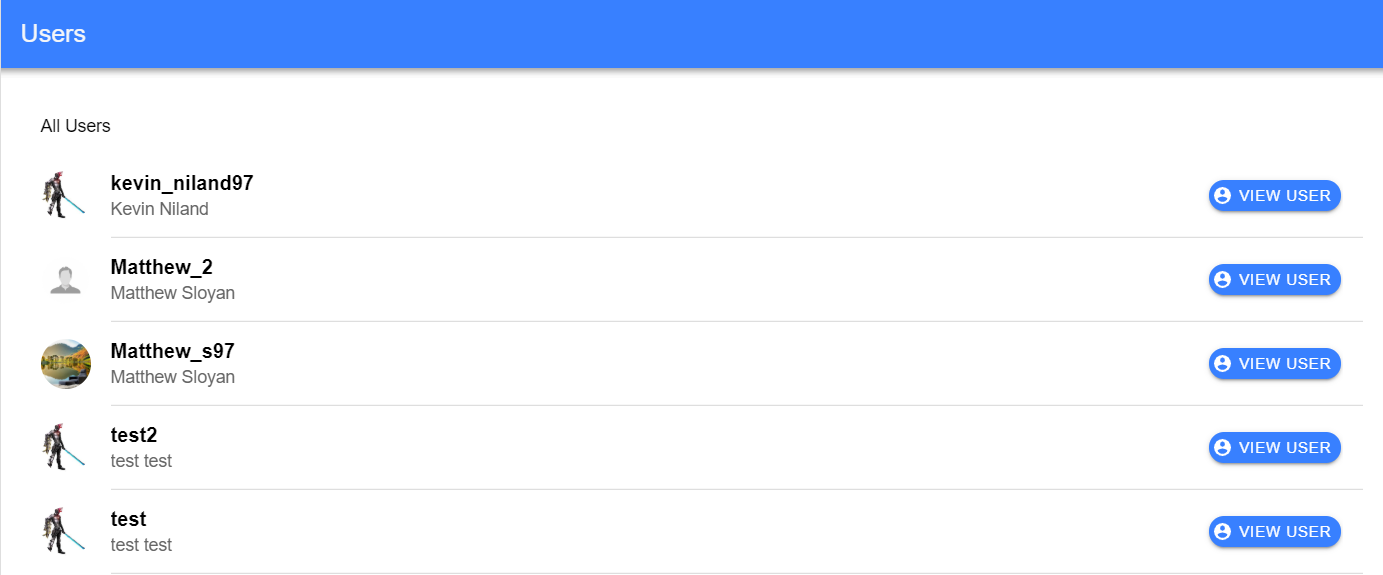 Users
All Users
kevin_niland97
Kevin Niland
VIEW USER
Matthew_2
Matthew Sloyan
VIEW USER
Matthew_s97
Matthew Sloyan
VIEW USER
test2
test test
VIEW USER
test
test test
VIEW USER